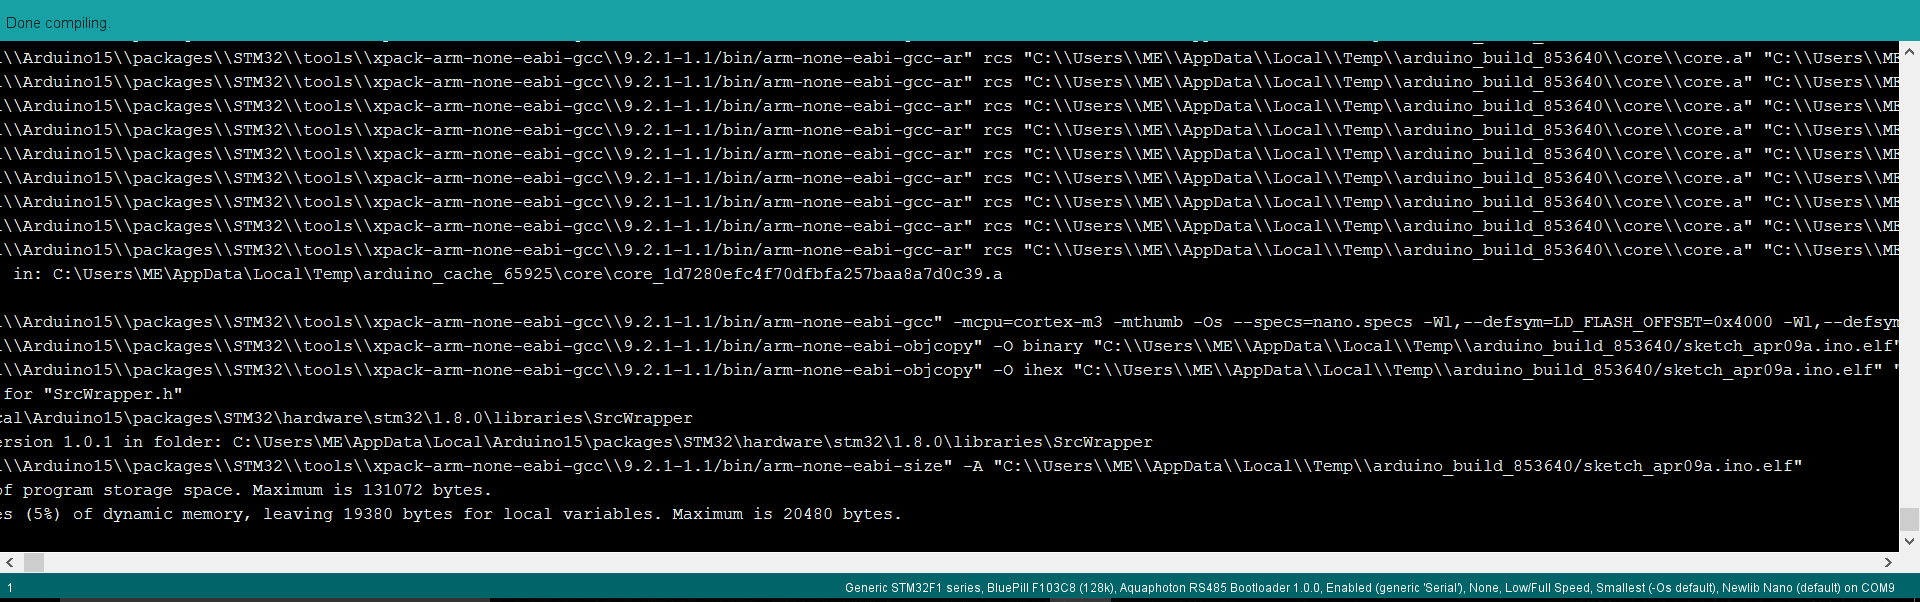 Done compiling.
\\Arduino15\\packages\\STM32\\tools\\xpack-arm-none-eabi-gcc\\9.2.1-1.1/bin/arm-none-eabi-gcc-ar" rcs "C:\\Users\\ME\\AppData\\Local\\Temp\\arduino_build_853640\\core\\core.a" "C:\\Users\\ME
\\Arduino15\\packages\\STM32\\tools\\xpack-arm-none-eabi-gcc\\9.2.1-1.1/bin/arm-none-eabi-gcc-ar" rcs "C:\\Users\\ME\\AppData\\Local\\Temp\\arduino_build_853640\\core\\core.a" "C:\\Users\\ME
\\Arduino15\\packages\\STM32\\tools\\xpack-arm-none-eabi-gcc\\9.2.1-1.1/bin/arm-none-eabi-gcc-ar" rcs "C:\\Users\\ME\\AppData\\Local\\Temp\\arduino_build_853640\\core\\core.a" "C:\\Users\\ME
\\Arduino15\\packages\\STM32\\tools\\xpack-arm-none-eabi-gcc\\9.2.1-1.1/bin/arm-none-eabi-gcc-ar" rcs "C:\\Users\\ME\\AppData\\Local\\Temp\\arduino_build_853640\\core\\core.a" "C:\\Users\\ME
\\Arduino15\\packages\\STM32\\tools\\xpack-arm-none-eabi-gcc\\9.2.1-1.1/bin/arm-none-eabi-gcc-ar" rcs "C:\\Users\\ME\\AppData\\Local\\Temp\\arduino_build_853640\\core\\core.a" "C:\\Users\\ME
\\Arduino15\\packages\\STM32\\tools\\xpack-arm-none-eabi-gcc\\9.2.1-1.1/bin/arm-none-eabi-gcc-ar" rcs "C:\\Users\\ME\\AppData\\Local\\Temp\\arduino_build_853640\\core\\core.a" "C:\\Users\\ME
\\Arduino15\\packages\\STM32\\tools\\xpack-arm-none-eabi-gcc\\9.2.1-1.1/bin/arm-none-eabi-gcc-ar" rcs "C:\\Users\\ME\\AppData\\Local\\Temp\\arduino_build_853640\\core\\core.a" "C:\\Users\\ME
\\Arduino15\\packages\\STM32\\tools\\xpack-arm-none-eabi-gcc\\9.2.1-1.1/bin/arm-none-eabi-gcc-ar" rcs "C:\\Users\\ME\\AppData\\Local\\Temp\\arduino_build_853640\\core\\core.a" "C:\\Users\\ME
\\Arduino15\\packages\\STM32\\tools\\xpack-arm-none-eabi-gcc\\9.2.1-1.1/bin/arm-none-eabi-gcc-ar" rcs "C:\\Users\\ME\\AppData\\Local\\Temp\\arduino_build_853640\\core\\core.a" "C:\\Users\\ME
in: C:\Users\ME\AppData\Local\Temp\arduino_cache_65925\core\core_1d7280efc4f70dfbfa257baa8a7d0c39.a
\\Arduino15\\packages\\STM32\\tools\\xpack-arm-none-eabi-gcc\\9.2.1-1.1/bin/arm-none-eabi-gcc" -mcpu=cortex-m3 -mthumb -Os --specs=nano.specs -Wl,--defsym=LD_FLASH_OFFSET=0x4000 -Wl,--defsym
\\Arduino15\\packages\\STM32\\tools\\xpack-arm-none-eabi-gcc\\9.2.1-1.1/bin/arm-none-eabi-objcopy" -O binary "C:\\Users\\ME\\AppData\\Local\\Temp\\arduino_build_853640/sketch_apr09a.ino.elf"
\\Arduino15\\packages\\STM32\\tools\\xpack-arm-none-eabi-gcc\\9.2.1-1.1/bin/arm-none-eabi-objcopy" -O ihex "C:\\Users\\ME\\AppData\\Local\\Temp\\arduino_build_853640/sketch_apr09a.ino.elf" "
for "SrcWrapper.h"
cal\Arduino15\packages\STM32\hardware\stm32\1.8.0\libraries\SrcWrapper
ersion 1.0.1 in folder: C:\Users\ME\AppData\Local\Arduino15\packages\STM32\hardware\stm32\1.8.0\libraries\SrcWrapper
\\Arduino15\\packages\\STM32\\tools\\xpack-arm-none-eabi-gcc\\9.2.1-1.1/bin/arm-none-eabi-size" -A "C:\\Users\\ME\\AppData\\Local\\Temp\\arduino_build_853640/sketch_apr09a.ino.elf"
of program storage space. Maximum is 131072 bytes.
es (5%) of dynamic memory, leaving 19380 bytes for local variables. Maximum is 20480 bytes.
1
Generic STM32F1 series, BluePill F103C8 (128k), Aquaphoton RS485 Bootloader 1.0.0, Enabled (generic 'Serial'), None, Low/Full Speed, Smallest (-Os default), Newlib Nano (default) on COM9